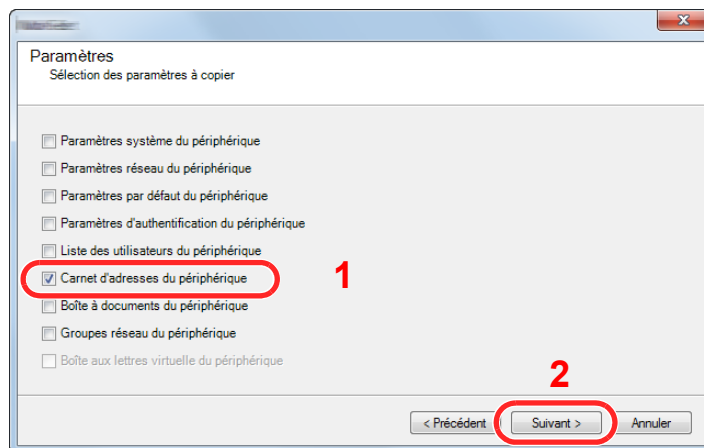 Paramètres
Sélection des paramètres à copier
Paramètres système du périphérique
Paramètres réseau du périphérique
Paramètres par défaut du périphérique
Paramètres d'authentification du périphérique
Liste des utilisateurs du périphérique
Carnet d'adresses du périphérique
1
Boîte à documents du périphérique
Groupes réseau du périphérique
Boîte aux lettres virtuelle du périphérique
2
< Précédent Suivant > Annuler